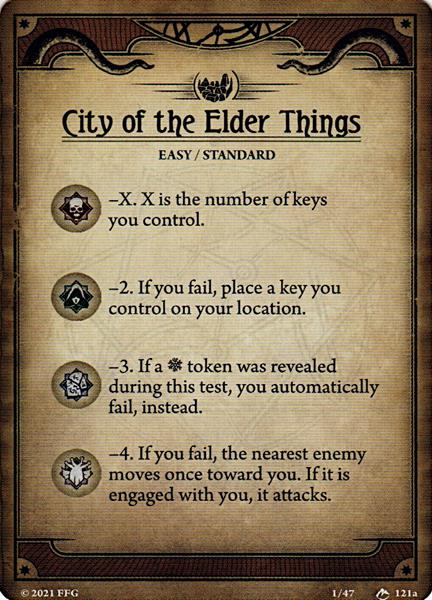 City of the Elder Things
EASY / STANDARD
–X. X is the number of keys
you control.
–2. If you fail, place a key you
control on your location.
–3. If a ❄ token was revealed
during this test, you automatically
fail, instead.
–4. If you fail, the nearest enemy
moves once toward you. If it is
engaged with you, it attacks.
© 2021 FFG
1/47
121a